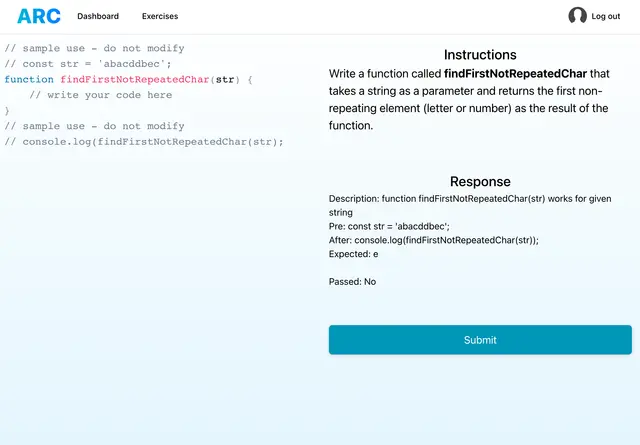 ARC Dashboard Exercises Log out
// sample use - do not modify
// const str = 'abacddbec';
function findFirstNotRepeatedChar(str) {
// write your code here
}
// sample use - do not modify
// console.log(findFirstNotRepeatedChar(str);
Instructions
Write a function called findFirstNotRepeatedChar that
takes a string as a parameter and returns the first non-
repeating element (letter or number) as the result of the
function.
Response
Description: function findFirstNotRepeatedChar(str) works for given
string
Pre: const str = 'abacddbec';
After: console.log(findFirstNotRepeatedChar(str));
Expected: e
Passed: No
Submit